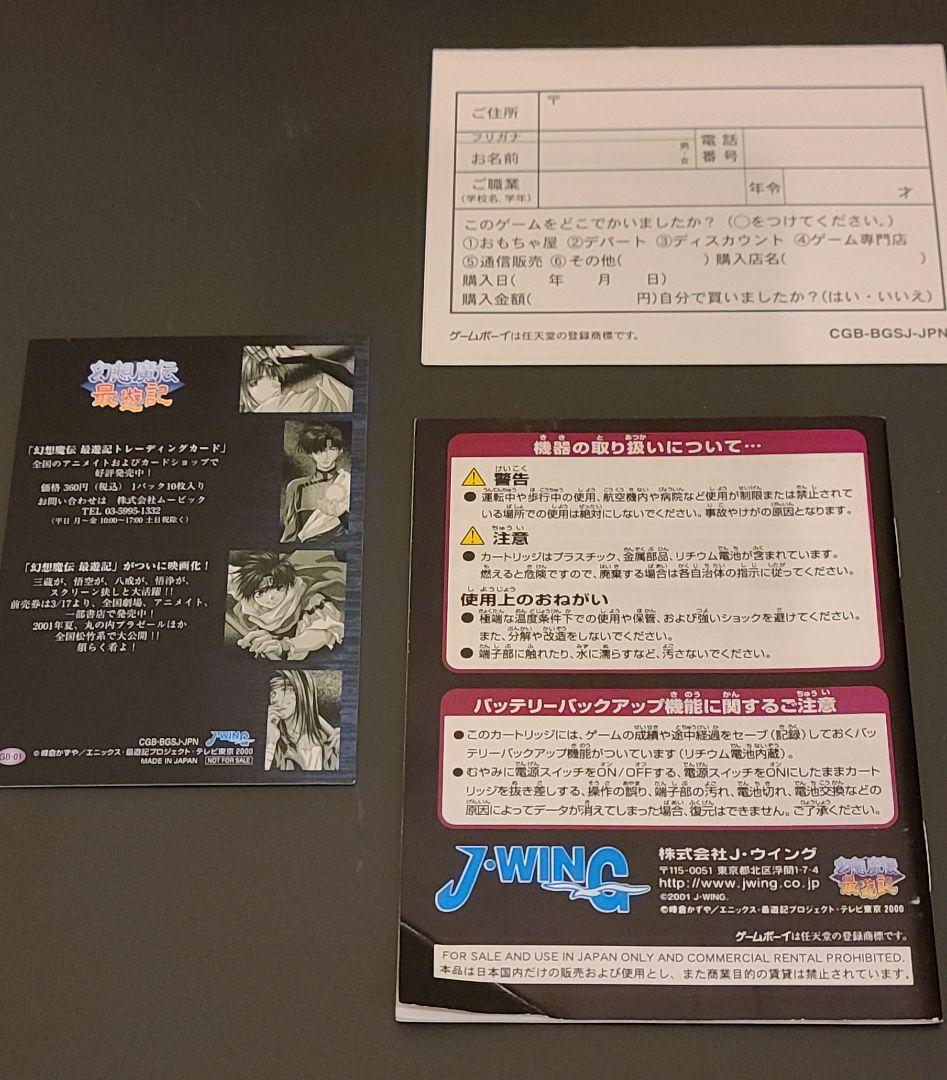 ご住所
〒
フリガナ
お名前
男・女
電話番号
ご職業
(学校名,学年)
年令
才
このゲームをどこでかいましたか？（○をつけてください。）
①おもちゃ屋 ②デパート ③ディスカウント ④ゲーム専門店
⑤通信販売 ⑥その他( ) 購入店名( )
購入日( 年 月 日)
購入金額( 円)自分で買いましたか？(はい・いいえ)
ゲームボーイは任天堂の登録商標です。
CGB-BGSJ-JPN
幻想魔伝
最遊記
「幻想魔伝 最遊記トレーディングカード」
全国のアニメイトおよびカードショップで
好評発売中！
価格 360円（税込） 1パック10枚入り
お問い合わせは 株式会社ムービック
TEL 03-5995-1332
(平日 月〜金 10:00〜17:00 土日祝除く)
「幻想魔伝 最遊記」がついに映画化！
三蔵が、悟空が、八戒が、悟浄が、
スクリーン狭しと大活躍！！
前売券は3/17より、全国劇場、アニメイト、
一部書店で発売中！
2001年夏、丸の内プラゼールほか
全国松竹系で大公開！！
須らく看よ！
CGB-BGSJ-JPN
J・WING
©峰倉かずや／エニックス・最遊記プロジェクト・テレビ東京 2000
MADE IN JAPAN
NOT FOR SALE
GB-01
機器の取り扱いについて…
警告
●運転中や歩行中の使用、航空機内や病院など使用が制限または禁止されて
いる場所での使用は絶対にしないでください。事故やけがの原因となります。
注意
●カートリッジはプラスチック、金属部品、リチウム電池が含まれています。
燃えると危険ですので、廃棄する場合は各自治体の指示に従ってください。
使用上のおねがい
●極端な温度条件下での使用や保管、および強いショックを避けてください。
また、分解や改造をしないでください。
●端子部に触れたり、水に濡らすなど、汚さないでください。
バッテリーバックアップ機能に関するご注意
●このカートリッジには、ゲームの成績や途中経過をセーブ（記録）しておくバッ
テリーバックアップ機能がついています（リチウム電池内蔵）。
●むやみに電源スイッチをON/OFFする、電源スイッチをONにしたままカート
リッジを抜き差しする、操作の誤り、端子部の汚れ、電池切れ、電池交換などの
原因によってデータが消えてしまった場合、復元はできません。ご了承ください。
J・WING
株式会社J・ウイング
〒115-0051 東京都北区浮間1-7-4
http://www.jwing.co.jp
©2001 J-WING.
©峰倉かずや／エニックス・最遊記プロジェクト・テレビ東京 2000
幻想魔伝
最遊記
ゲームボーイは任天堂の登録商標です。
FOR SALE AND USE IN JAPAN ONLY AND COMMERCIAL RENTAL PROHIBITED.
本品は日本国内だけの販売および使用とし、また商業目的の賃貸は禁止されています。